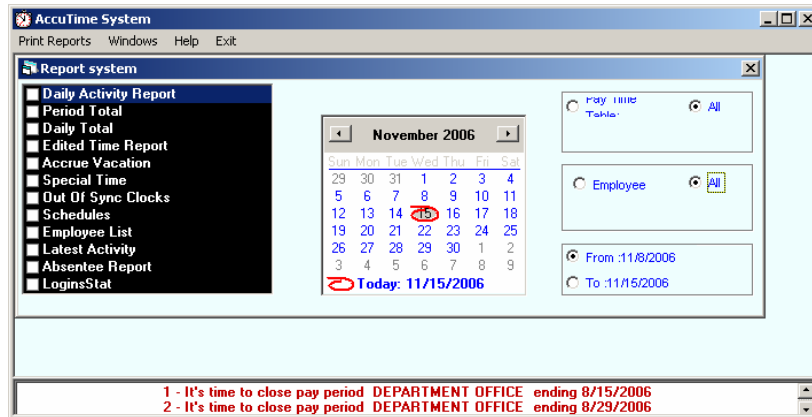 AccuTime System
Print Reports Windows Help Exit
Report system
Daily Activity Report
Period Total
Daily Total
Edited Time Report
Accrue Vacation
Special Time
Out Of Sync Clocks
Schedules
Employee List
Latest Activity
Absentee Report
LoginsStat
November 2006
Sun Mon Tue Wed Thu Fri Sat
29 30 31 1 2 3 4
5 6 7 8 9 10 11
12 13 14 15 16 17 18
19 20 21 22 23 24 25
26 27 28 29 30 1 2
3 4 5 6 7 8 9
Today: 11/15/2006
Pay Time All
Table:
Employee All
From :11/8/2006
To :11/15/2006
1 - It's time to close pay period DEPARTMENT OFFICE ending 8/15/2006
2 - It's time to close pay period DEPARTMENT OFFICE ending 8/29/2006